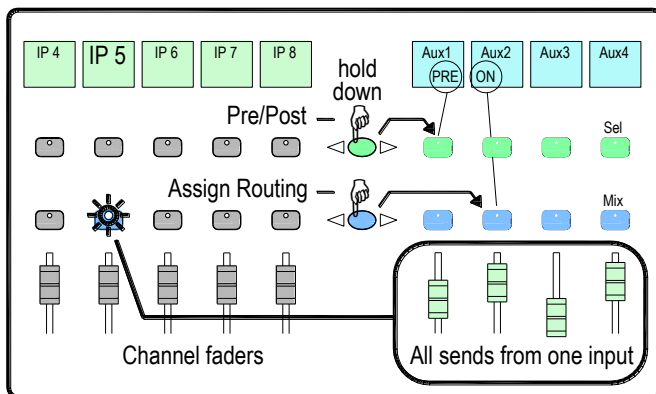 IP 4
IP 5
IP 6
IP 7
IP 8
hold
down
Aux1
Aux2
Aux3
Aux4
PRE
ON
Pre/Post
Sel
Assign Routing
Mix
Channel faders
All sends from one input